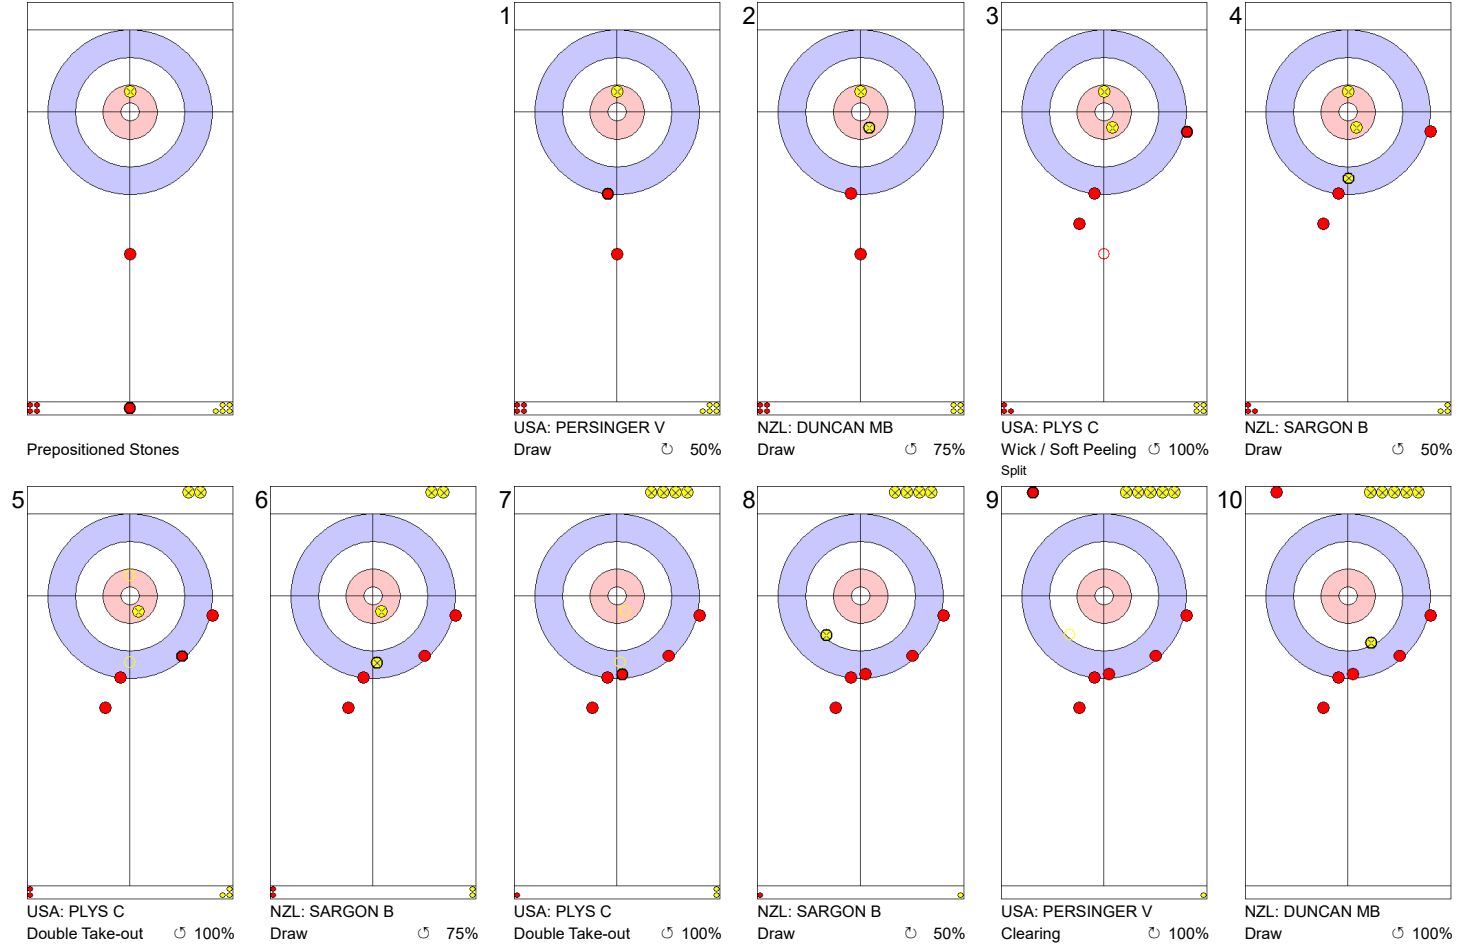 1
2
3
4
Prepositioned Stones
USA: PERSINGER V
Draw ↻ 50%
NZL: DUNCAN MB
Draw ↺ 75%
USA: PLYS C
Wick / Soft Peeling ↺ 100%
Split
NZL: SARGON B
Draw ↺ 50%
5
6
7
8
9
10
USA: PLYS C
Double Take-out ↺ 100%
NZL: SARGON B
Draw ↺ 75%
USA: PLYS C
Double Take-out ↺ 100%
NZL: SARGON B
Draw ↻ 50%
USA: PERSINGER V
Clearing ↻ 100%
NZL: DUNCAN MB
Draw ↺ 100%